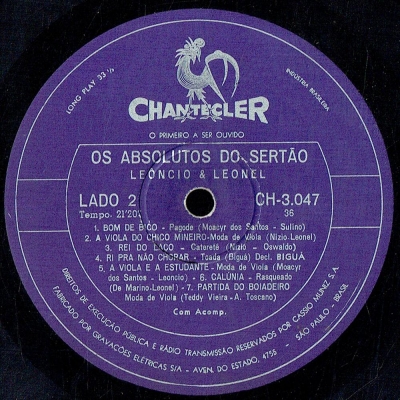 LONG PLAY 33 ⅓
INDÚSTRIA BRASILEIRA
CHANTECLER
O PRIMEIRO A SER OUVIDO
OS ABSOLUTOS DO SERTÃO
LEONCIO & LEONEL
LADO 2 CH-3.047
Tempo. 21'20 36
1. BOM DE BICO - Pagode (Moacyr dos Santos - Sulino)
2. A VIOLA DO CHICO MINEIRO-Moda de Viola (Nizio-Leonel)
3. REI DO LAÇO - Cateretê (Nizio - Oswaldo)
4. RI PRA NÃO CHORAR - Toada (Biguá) Decl. BIGUÁ
5. A VIOLA E A ESTUDANTE - Moda de Viola (Moacyr
dos Santos - Leoncio) 6. CALÚNIA - Rasqueado
(De Marino-Leonel) 7. PARTIDA DO BOIADEIRO
Moda de Viola (Teddy Vieira-A. Toscano)
Com Acomp.
DIREITOS DE EXECUÇÃO PÚBLICA E RÁDIO TRANSMISSÃO RESERVADOS POR CASSIO MUNIZ S.A.
FABRICADO POR GRAVAÇÕES ELÉTRICAS S/A - AVEN. DO ESTADO, 4755 - SÃO PAULO - BRASIL